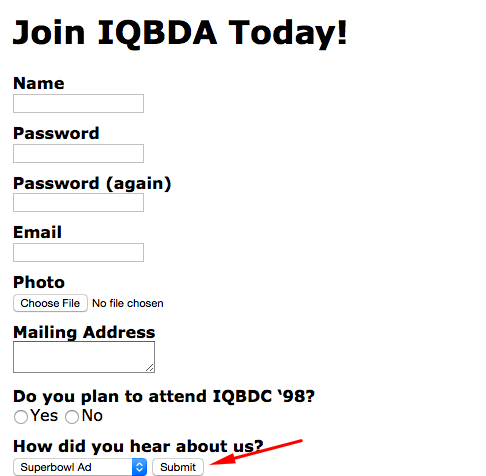 Join IQBDA Today!
Name
Password
Password (again)
Email
Photo
Choose File No file chosen
Mailing Address
Do you plan to attend IQBDC ‘98?
Yes No
How did you hear about us?
Superbowl Ad Submit